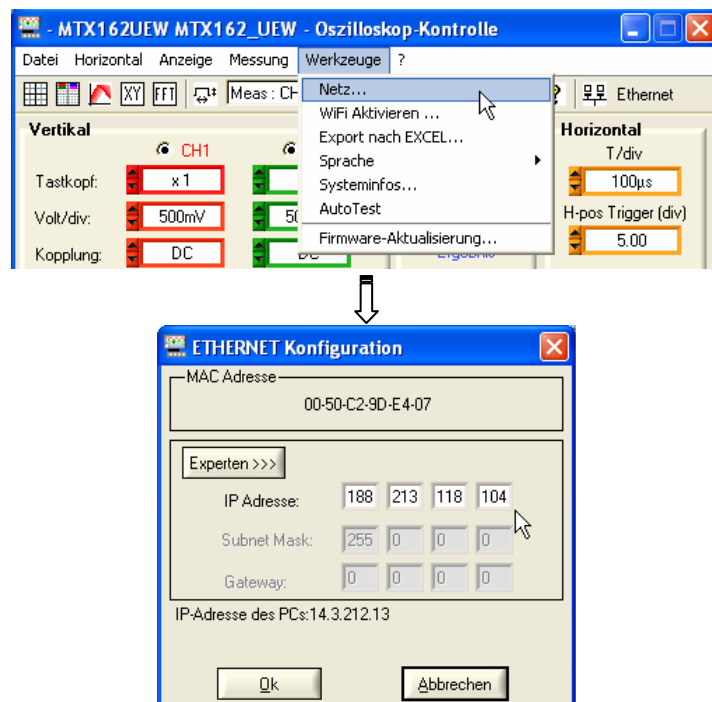 - MTX162UEW MTX162_UEW - Oszilloskop-Kontrolle
Datei Horizontal Anzeige Messung Werkzeuge ?
XY FFT Meas : CH ? Ethernet
Netz...
WiFi Aktivieren ...
Export nach EXCEL...
Sprache
Systeminfos...
AutoTest
Firmware-Aktualisierung...
Vertikal
CH1
Tastkopf: x 1
Volt/div: 500mV 50
Kopplung: DC DC
Ergebnis
Horizontal
T/div
100µs
H-pos Trigger (div)
5.00
ETHERNET Konfiguration
MAC Adresse
00-50-C2-9D-E4-07
Experten >>>
IP Adresse: 188 213 118 104
Subnet Mask: 255 0 0 0
Gateway: 0 0 0 0
IP-Adresse des PCs:14.3.212.13
Ok Abbrechen